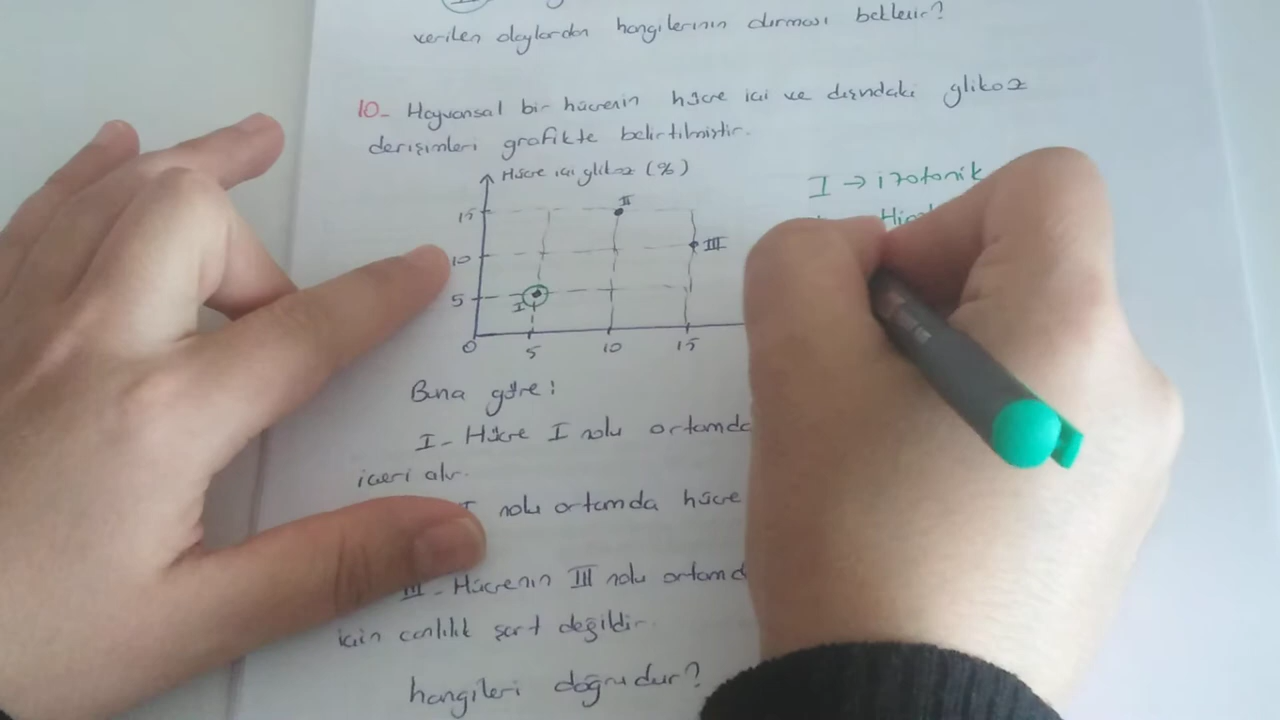 verilen olaylardan hangilerinin durması beklenir?
10- Hayvansal bir hücrenin hücre içi ve dışındaki glikoz
derişimleri grafikte belirtilmiştir.
Hücre içi glikoz (%)
I → izotonik
15
II
10
III
5
I
0
5
10
15
Buna göre;
I- Hücre I nolu ortamda
içeri alır.
nolu ortamda hücre
III- Hücrenin III nolu ortamd
için canlılık şart değildir.
hangileri doğrudur?